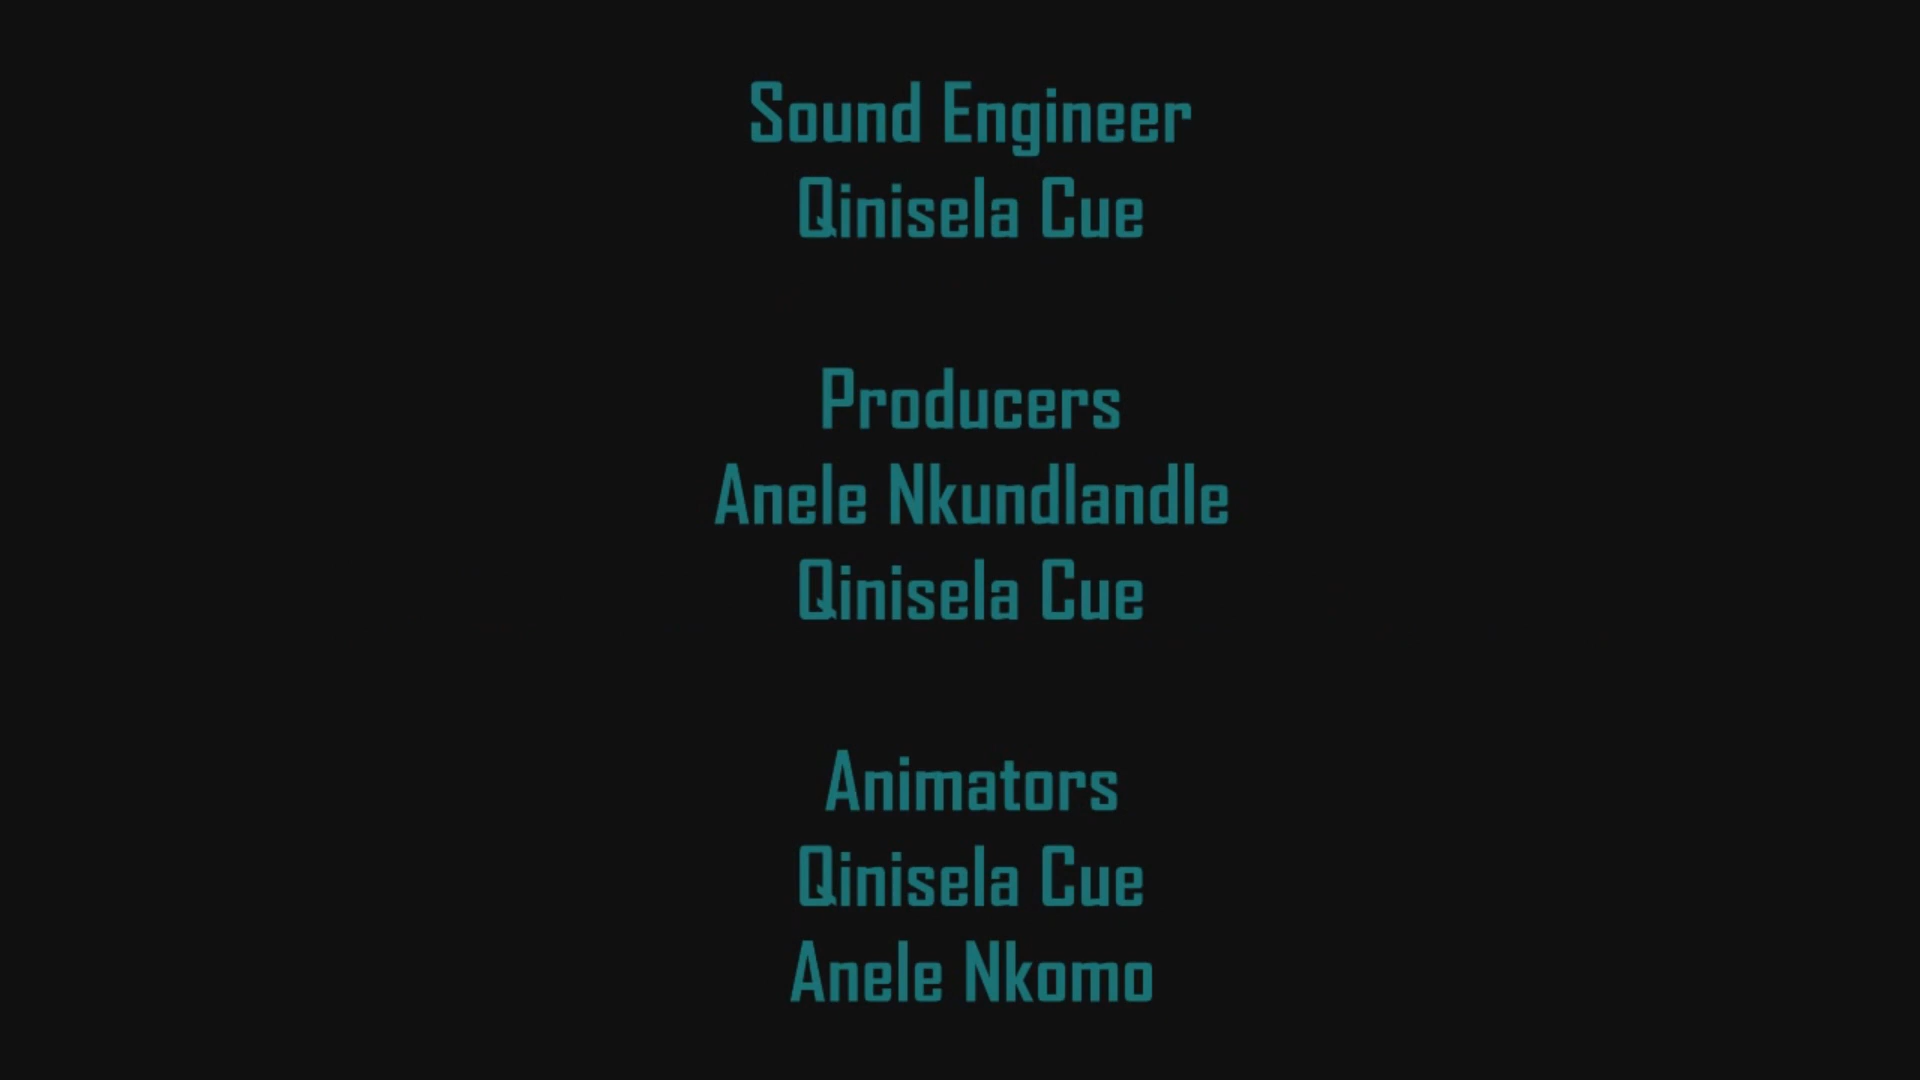 Sound Engineer
Qinisela Cue
Producers
Anele Nkundlandle
Qinisela Cue
Animators
Qinisela Cue
Anele Nkomo